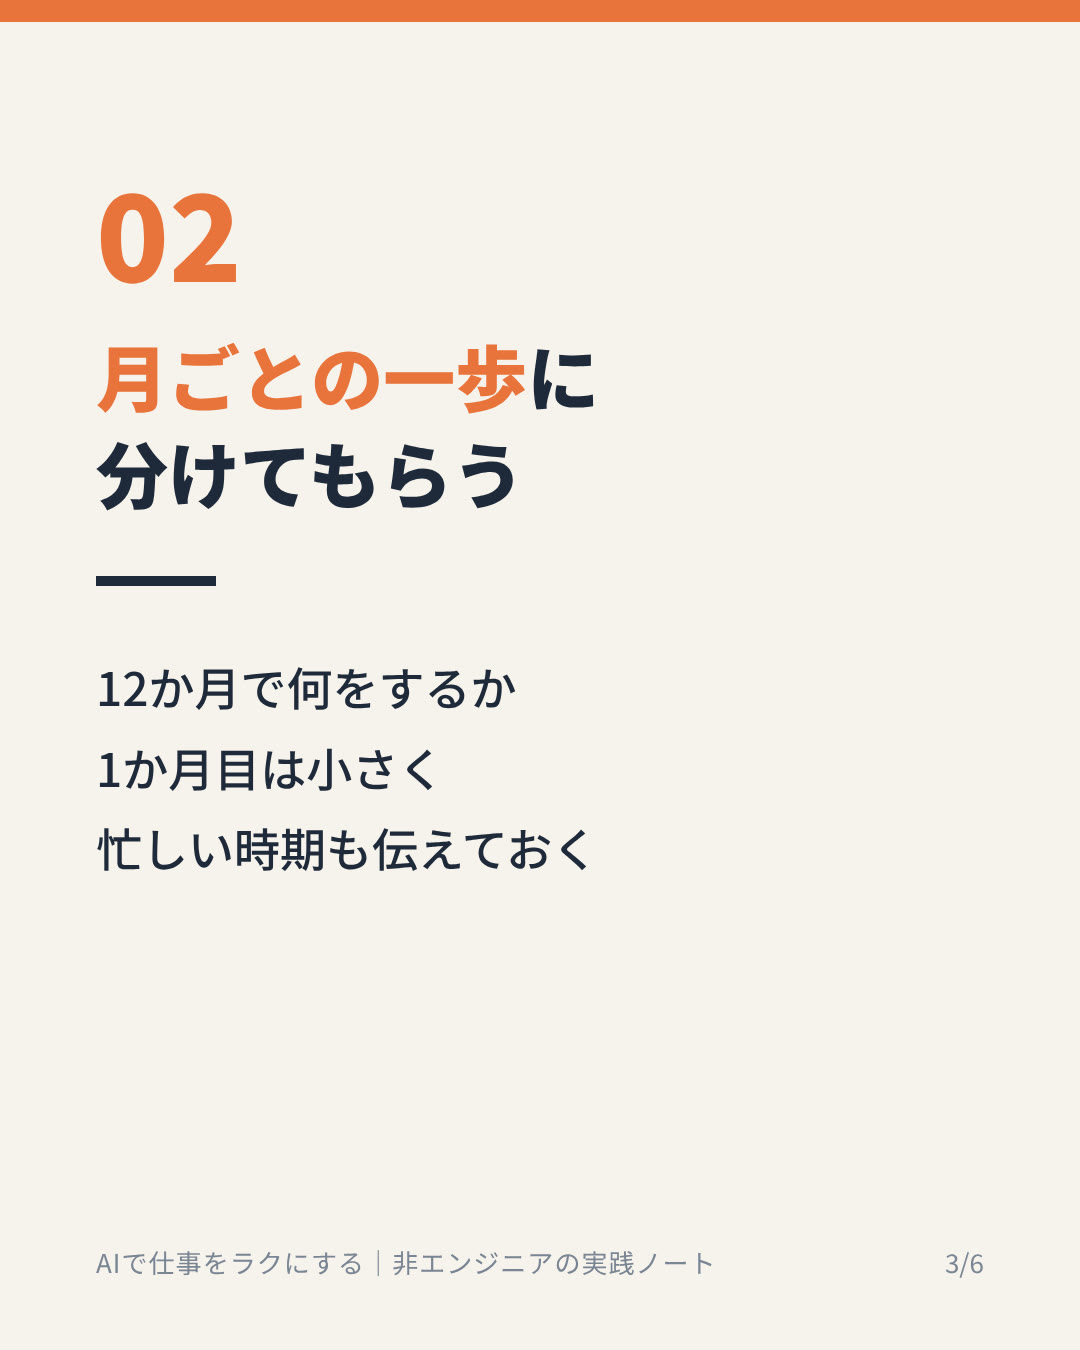 02
月ごとの一歩に
分けてもらう
12か月で何をするか
1か月目は小さく
忙しい時期も伝えておく
AIで仕事をラクにする｜非エンジニアの実践ノート
3/6